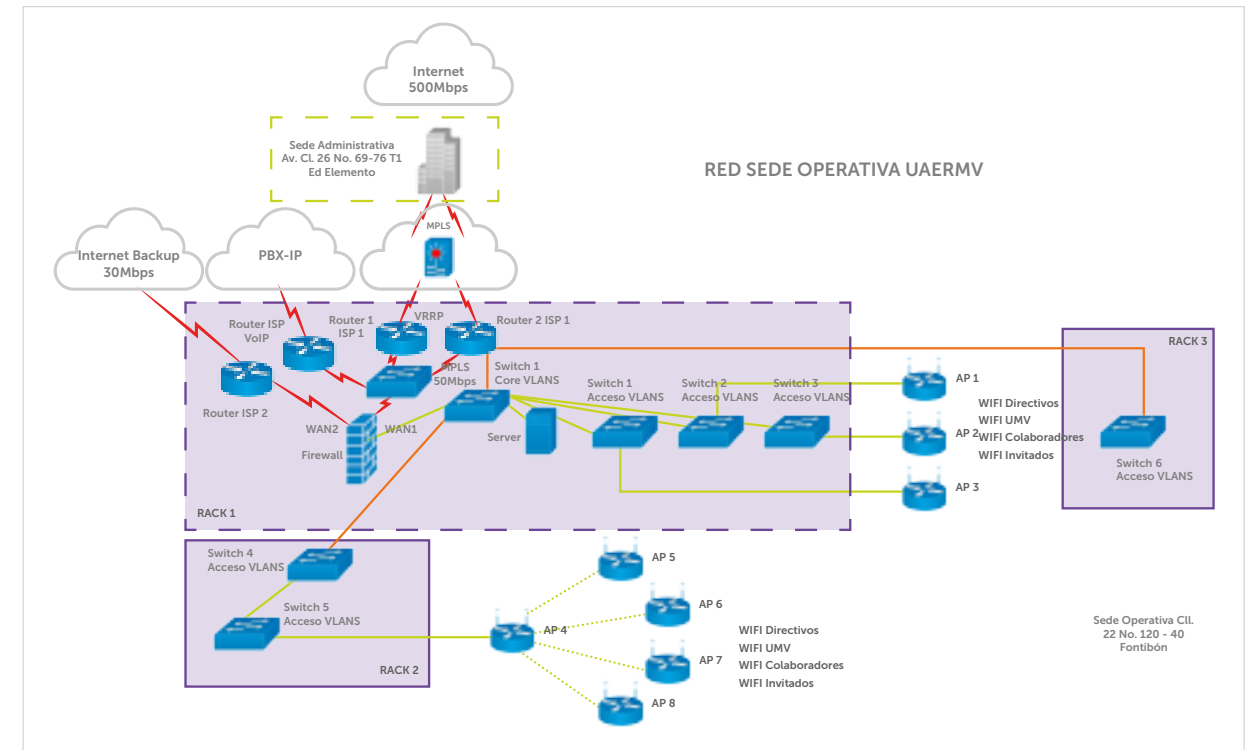 Internet
500Mbps
Sede Administrativa
Av. Cl. 26 No. 69-76 T1
Ed Elemento
RED SEDE OPERATIVA UAERMV
MPLS
Internet Backup
30Mbps
PBX-IP
Router ISP
VoIP
Router 1
ISP 1
VRRP
Router 2 ISP 1
RACK 3
MPLS
50Mbps
Switch 1
Core VLANS
Switch 1
Acceso VLANS
Switch 2
Acceso VLANS
Switch 3
Acceso VLANS
AP 1
WIFI Directivos
WIFI UMV
AP 2
WIFI Colaboradores
WIFI Invitados
AP 3
Router ISP 2
WAN2
WAN1
Firewall
Server
Switch 6
Acceso VLANS
RACK 1
Switch 4
Acceso VLANS
Switch 5
Acceso VLANS
RACK 2
AP 4
AP 5
AP 6
AP 7
AP 8
WIFI Directivos
WIFI UMV
WIFI Colaboradores
WIFI Invitados
Sede Operativa Cll.
22 No. 120 - 40
Fontibón